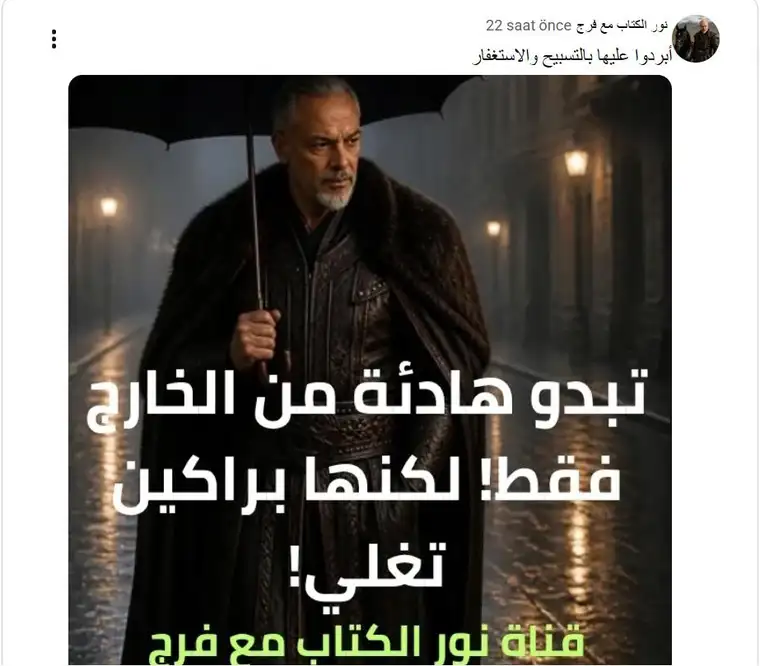 نور الكتاب مع فرج 22 saat önce
أبردوا عليها بالتسبيح والاستغفار
تبدو هادئة من الخارج
فقط! لكنها براكين
تغلي!
قناة نور الكتاب مع فرج